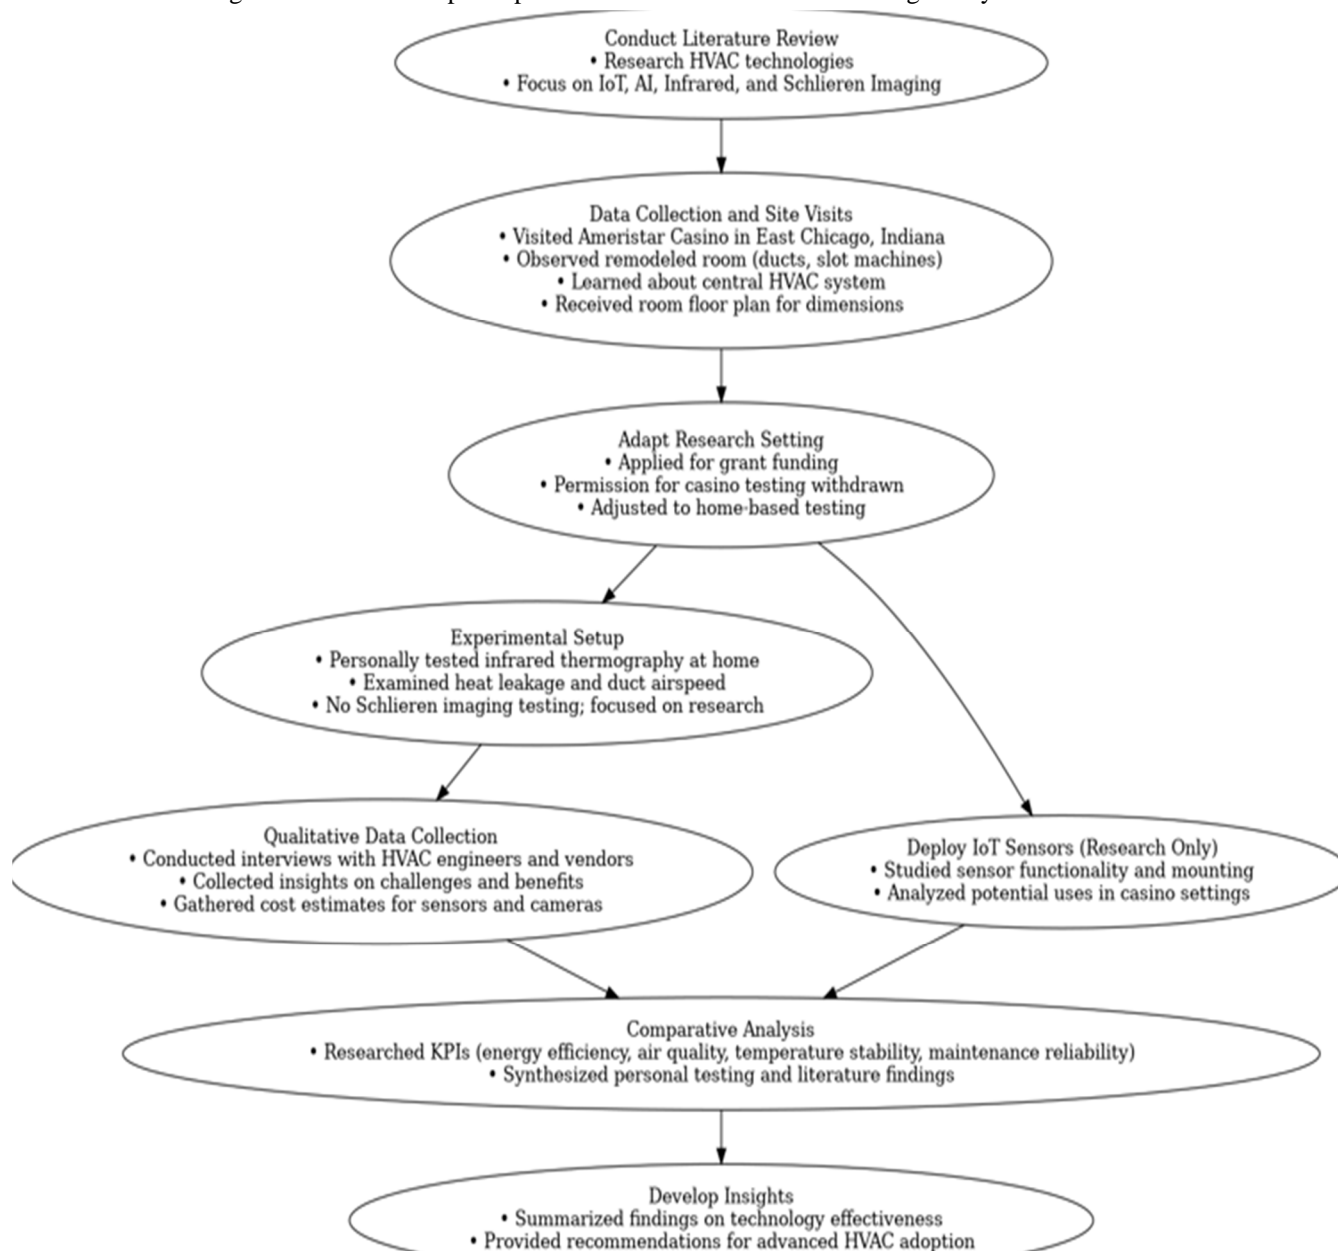 Conduct Literature Review
• Research HVAC technologies
• Focus on IoT, AI, Infrared, and Schlieren Imaging
Data Collection and Site Visits
• Visited Ameristar Casino in East Chicago, Indiana
• Observed remodeled room (ducts, slot machines)
• Learned about central HVAC system
• Received room floor plan for dimensions
Adapt Research Setting
• Applied for grant funding
• Permission for casino testing withdrawn
• Adjusted to home-based testing
Experimental Setup
• Personally tested infrared thermography at home
• Examined heat leakage and duct airspeed
• No Schlieren imaging testing; focused on research
Qualitative Data Collection
• Conducted interviews with HVAC engineers and vendors
• Collected insights on challenges and benefits
• Gathered cost estimates for sensors and cameras
Deploy IoT Sensors (Research Only)
• Studied sensor functionality and mounting
• Analyzed potential uses in casino settings
Comparative Analysis
• Researched KPIs (energy efficiency, air quality, temperature stability, maintenance reliability)
• Synthesized personal testing and literature findings
Develop Insights
• Summarized findings on technology effectiveness
• Provided recommendations for advanced HVAC adoption